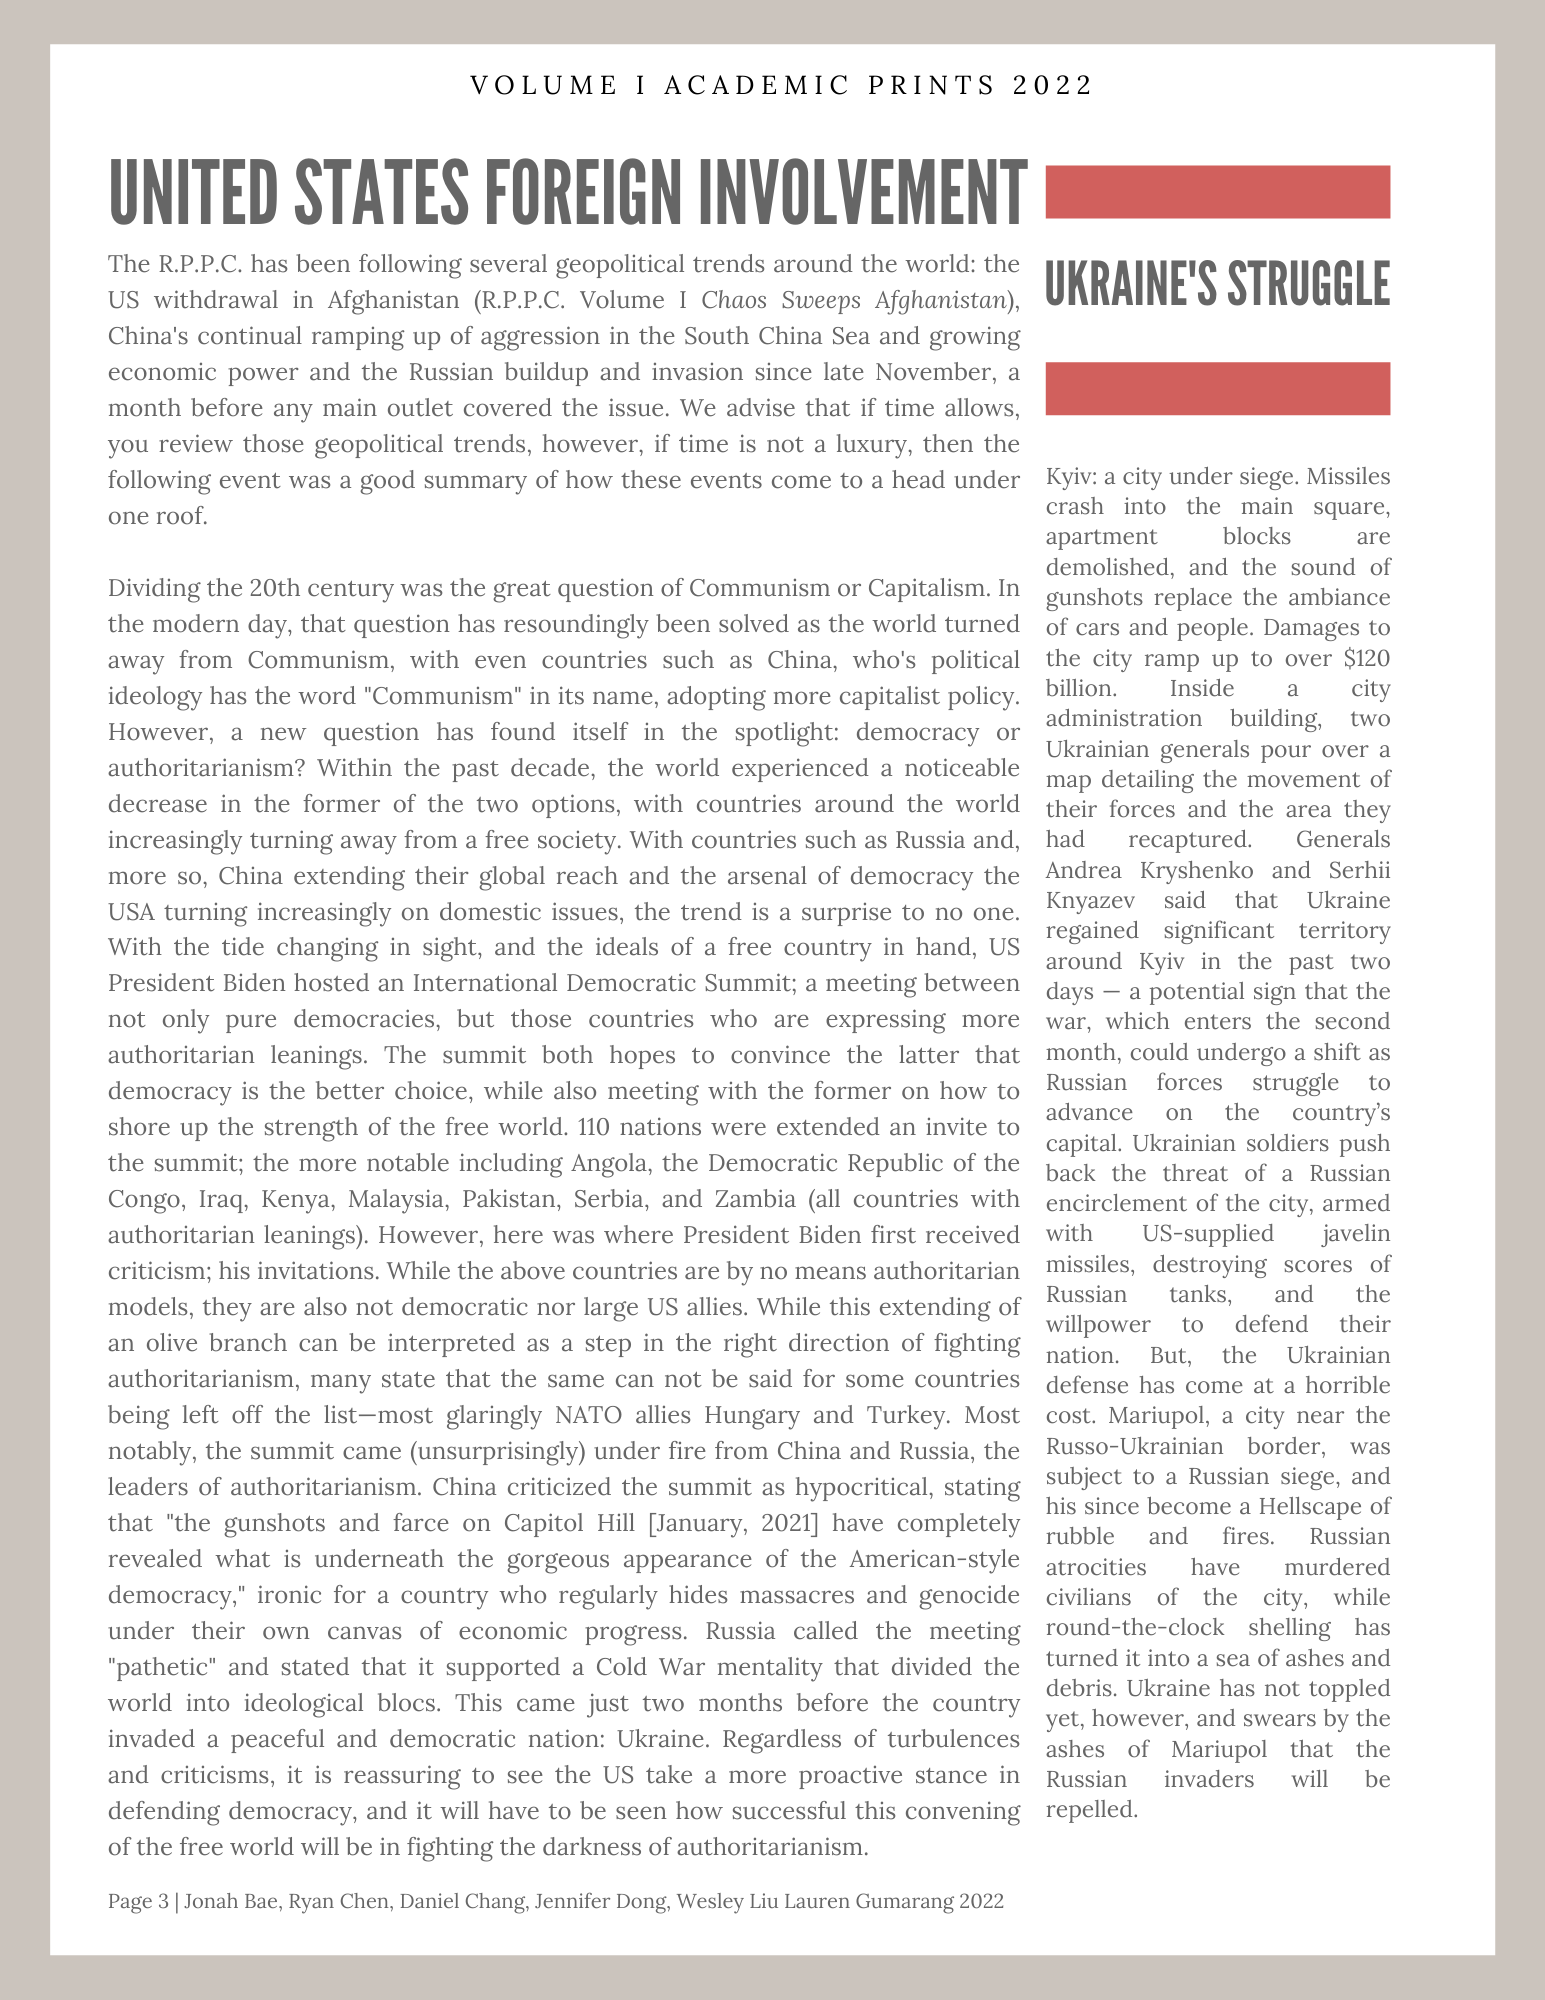 VOLUME I ACADEMIC PRINTS 2022
UNITED STATES FOREIGN INVOLVEMENT
The R.P.P.C. has been following several geopolitical trends around the world: the
US withdrawal in Afghanistan (R.P.P.C. Volume I Chaos Sweeps Afghanistan),
China's continual ramping up of aggression in the South China Sea and growing
economic power and the Russian buildup and invasion since late November, a
month before any main outlet covered the issue. We advise that if time allows,
you review those geopolitical trends, however, if time is not a luxury, then the
following event was a good summary of how these events come to a head under
one roof.
Dividing the 20th century was the great question of Communism or Capitalism. In
the modern day, that question has resoundingly been solved as the world turned
away from Communism, with even countries such as China, who's political
ideology has the word "Communism" in its name, adopting more capitalist policy.
However, a new question has found itself in the spotlight: democracy or
authoritarianism? Within the past decade, the world experienced a noticeable
decrease in the former of the two options, with countries around the world
increasingly turning away from a free society. With countries such as Russia and,
more so, China extending their global reach and the arsenal of democracy the
USA turning increasingly on domestic issues, the trend is a surprise to no one.
With the tide changing in sight, and the ideals of a free country in hand, US
President Biden hosted an International Democratic Summit; a meeting between
not only pure democracies, but those countries who are expressing more
authoritarian leanings. The summit both hopes to convince the latter that
democracy is the better choice, while also meeting with the former on how to
shore up the strength of the free world. 110 nations were extended an invite to
the summit; the more notable including Angola, the Democratic Republic of the
Congo, Iraq, Kenya, Malaysia, Pakistan, Serbia, and Zambia (all countries with
authoritarian leanings). However, here was where President Biden first received
criticism; his invitations. While the above countries are by no means authoritarian
models, they are also not democratic nor large US allies. While this extending of
an olive branch can be interpreted as a step in the right direction of fighting
authoritarianism, many state that the same can not be said for some countries
being left off the list—most glaringly NATO allies Hungary and Turkey. Most
notably, the summit came (unsurprisingly) under fire from China and Russia, the
leaders of authoritarianism. China criticized the summit as hypocritical, stating
that "the gunshots and farce on Capitol Hill [January, 2021] have completely
revealed what is underneath the gorgeous appearance of the American-style
democracy," ironic for a country who regularly hides massacres and genocide
under their own canvas of economic progress. Russia called the meeting
"pathetic" and stated that it supported a Cold War mentality that divided the
world into ideological blocs. This came just two months before the country
invaded a peaceful and democratic nation: Ukraine. Regardless of turbulences
and criticisms, it is reassuring to see the US take a more proactive stance in
defending democracy, and it will have to be seen how successful this convening
of the free world will be in fighting the darkness of authoritarianism.
UKRAINE'S STRUGGLE
Kyiv: a city under siege. Missiles
crash into the main square,
apartment blocks are
demolished, and the sound of
gunshots replace the ambiance
of cars and people. Damages to
the city ramp up to over $120
billion. Inside a city
administration building, two
Ukrainian generals pour over a
map detailing the movement of
their forces and the area they
had recaptured. Generals
Andrea Kryshenko and Serhii
Knyazev said that Ukraine
regained significant territory
around Kyiv in the past two
days — a potential sign that the
war, which enters the second
month, could undergo a shift as
Russian forces struggle to
advance on the country’s
capital. Ukrainian soldiers push
back the threat of a Russian
encirclement of the city, armed
with US-supplied javelin
missiles, destroying scores of
Russian tanks, and the
willpower to defend their
nation. But, the Ukrainian
defense has come at a horrible
cost. Mariupol, a city near the
Russo-Ukrainian border, was
subject to a Russian siege, and
his since become a Hellscape of
rubble and fires. Russian
atrocities have murdered
civilians of the city, while
round-the-clock shelling has
turned it into a sea of ashes and
debris. Ukraine has not toppled
yet, however, and swears by the
ashes of Mariupol that the
Russian invaders will be
repelled.
Page 3 | Jonah Bae, Ryan Chen, Daniel Chang, Jennifer Dong, Wesley Liu Lauren Gumarang 2022